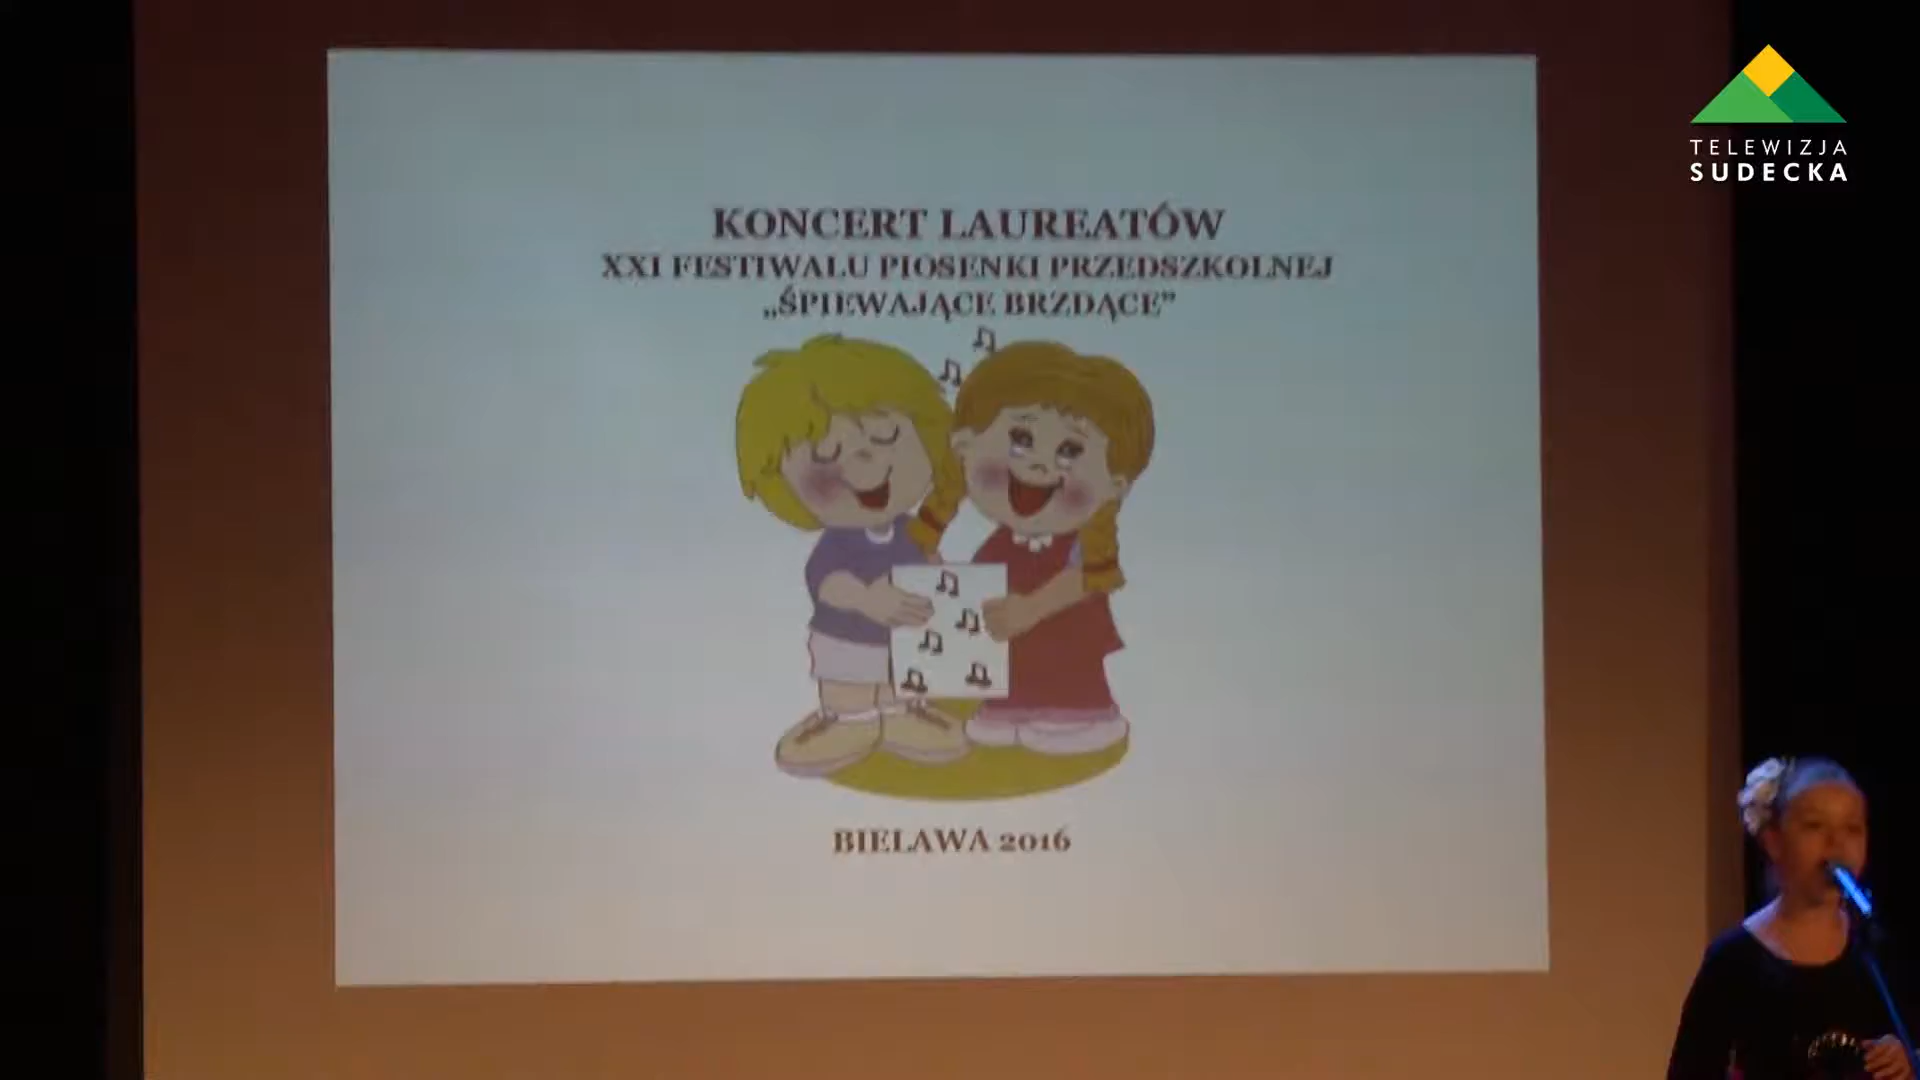 TELEWIZJA
SUDECKA
KONCERT LAUREATÓW
XXI FESTIWALU PIOSENKI PRZEDSZKOLNEJ
„ŚPIEWAJĄCE BRZDĄCE”
BIELAWA 2016